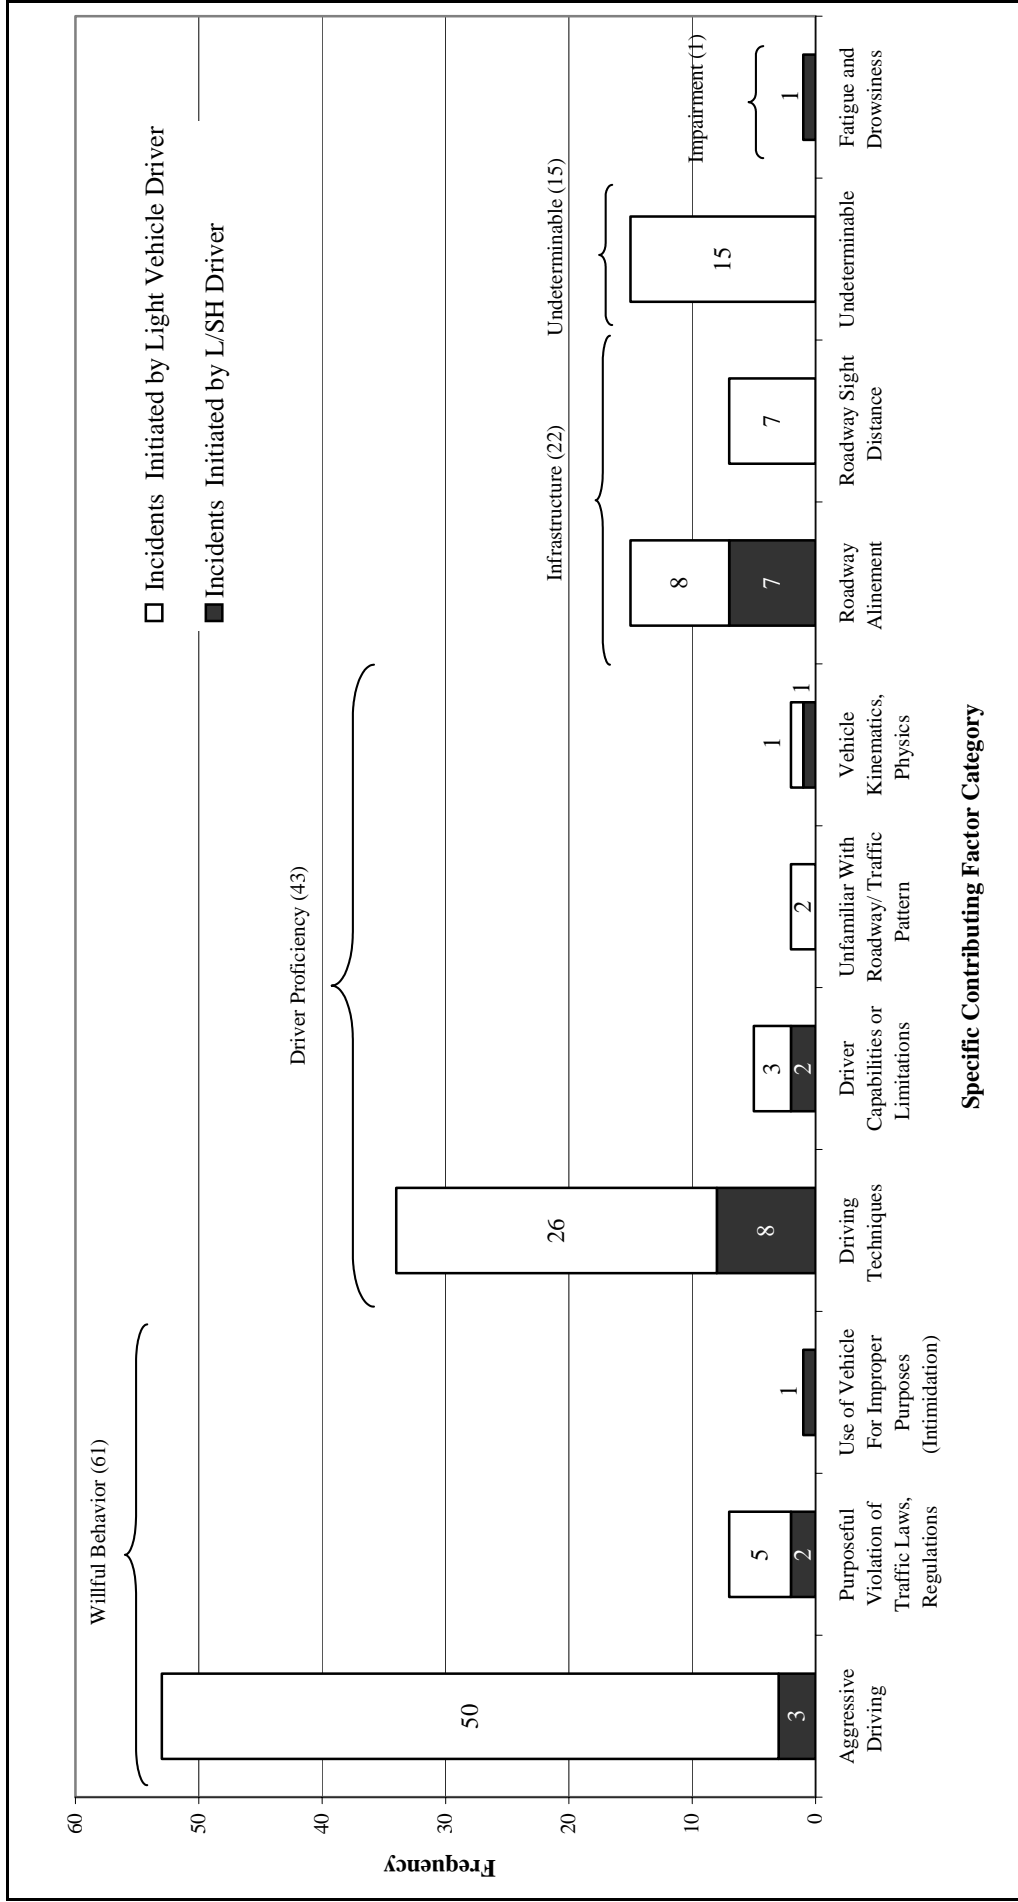 Incidents Initiated by Light Vehicle Driver
Incidents Initiated by L/SH Driver
Willful Behavior (61)
Driver Proficiency (43)
Infrastructure (22)
Undeterminable (15)
Impairment (1)
Frequency
60
50
40
30
20
10
0
50
3
5
2
1
26
8
3
2
2
1
1
8
7
7
15
1
Aggressive
Driving
Purposeful
Violation of
Traffic Laws,
Regulations
Use of Vehicle
For Improper
Purposes
(Intimidation)
Driving
Techniques
Driver
Capabilities or
Limitations
Unfamiliar With
Roadway/ Traffic
Pattern
Vehicle
Kinematics,
Physics
Roadway
Alinement
Roadway Sight
Distance
Undeterminable
Fatigue and
Drowsiness
Specific Contributing Factor Category